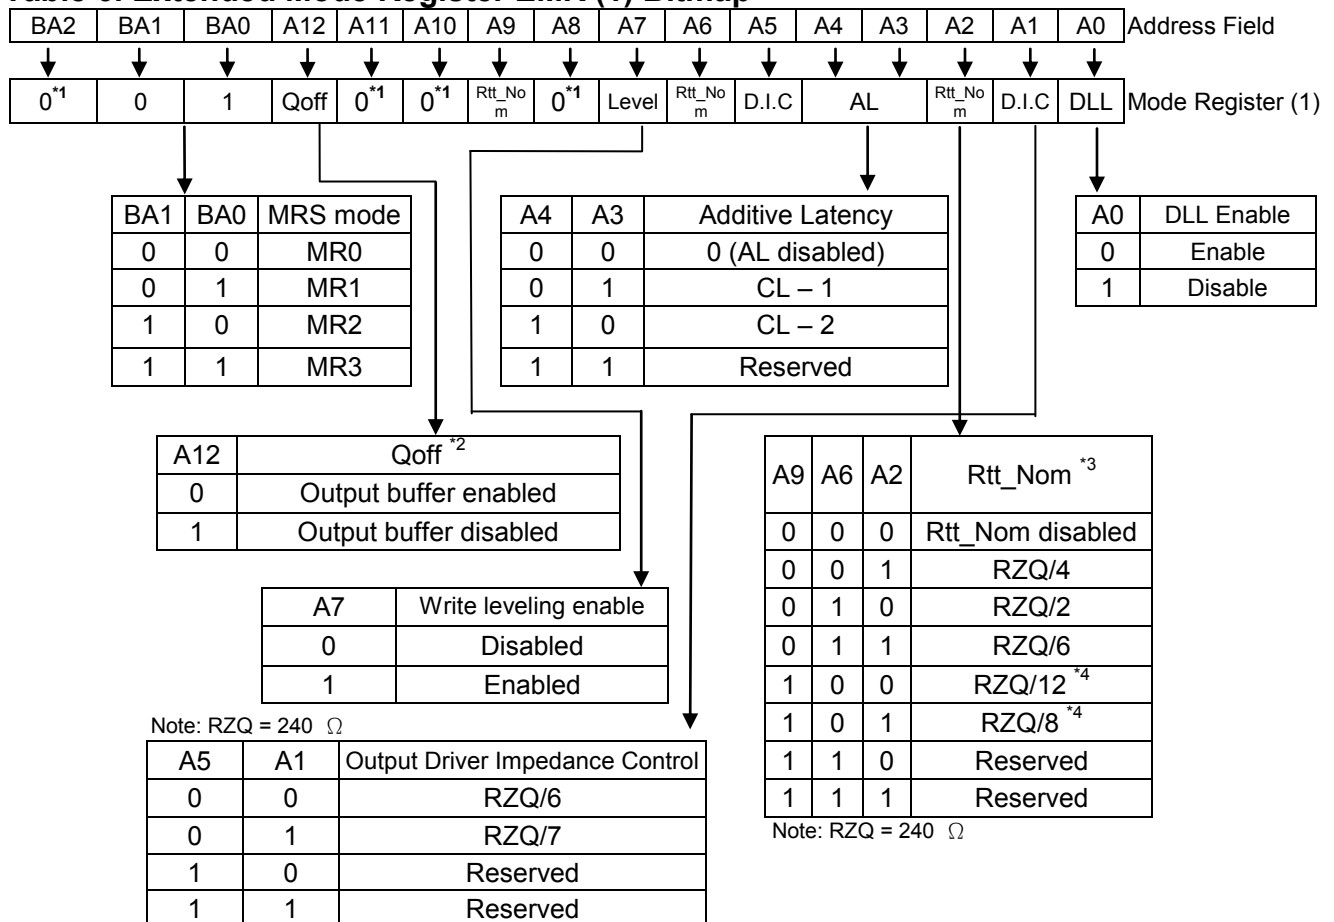 Table 6. Extended Mode Register EMR (1) Bitmap
BA2 BA1 BA0 A12 A11 A10 A9 A8 A7 A6 A5 A4 A3 A2 A1 A0 Address Field
0*1 0 1 Qoff 0*1 0*1 Rtt_Nom 0*1 Level Rtt_Nom D.I.C AL Rtt_Nom D.I.C DLL Mode Register (1)
BA1 BA0 MRS mode
0 0 MR0
0 1 MR1
1 0 MR2
1 1 MR3
A4 A3 Additive Latency
0 0 0 (AL disabled)
0 1 CL – 1
1 0 CL – 2
1 1 Reserved
A0 DLL Enable
0 Enable
1 Disable
A12 Qoff *2
0 Output buffer enabled
1 Output buffer disabled
A7 Write leveling enable
0 Disabled
1 Enabled
A9 A6 A2 Rtt_Nom *3
0 0 0 Rtt_Nom disabled
0 0 1 RZQ/4
0 1 0 RZQ/2
0 1 1 RZQ/6
1 0 0 RZQ/12 *4
1 0 1 RZQ/8 *4
1 1 0 Reserved
1 1 1 Reserved
Note: RZQ = 240 Ω
Note: RZQ = 240 Ω
A5 A1 Output Driver Impedance Control
0 0 RZQ/6
0 1 RZQ/7
1 0 Reserved
1 1 Reserved